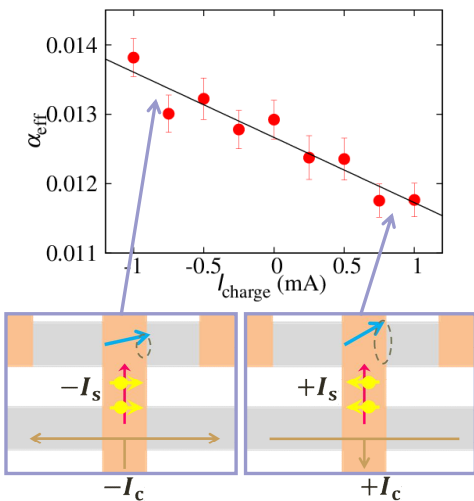 0.014
0.013
0.012
0.011
α_eff
-1 -0.5 0 0.5 1
I_charge (mA)
−I_s
+I_s
−I_c
+I_c